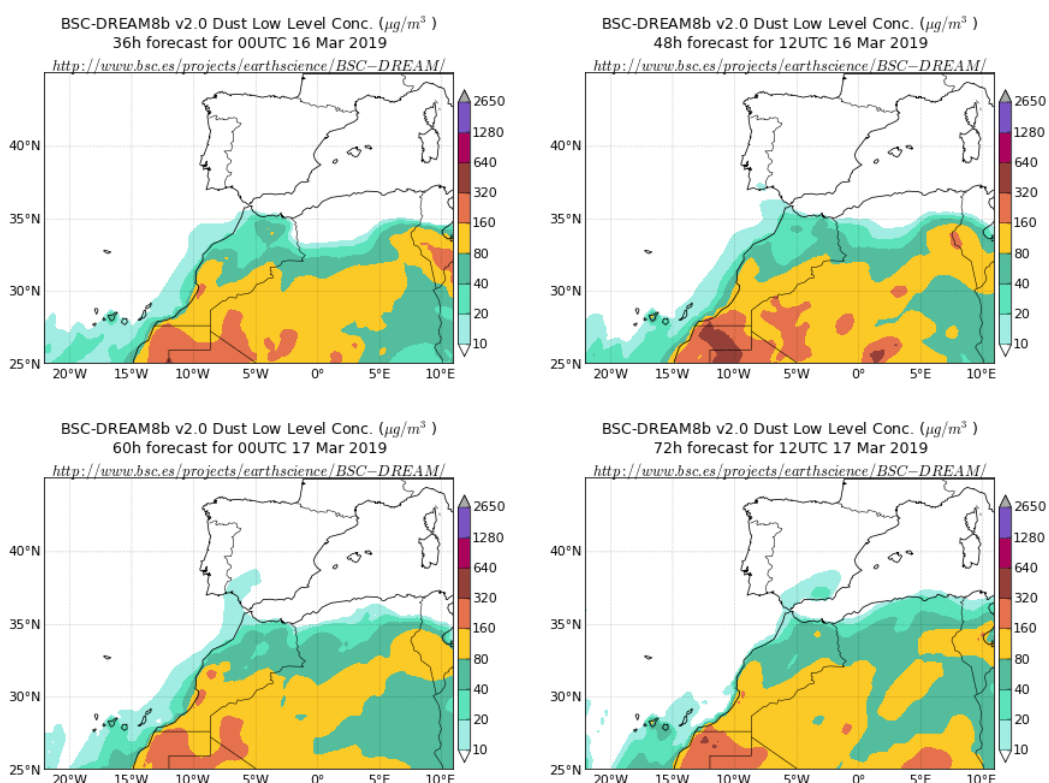 BSC-DREAM8b v2.0 Dust Low Level Conc. (μg/m³ )
36h forecast for 00UTC 16 Mar 2019
http://www.bsc.es/projects/earthscience/BSC−DREAM/
40°N
35°N
30°N
25°N
20°W 15°W 10°W 5°W 0° 5°E 10°E
2650
1280
640
320
160
80
40
20
10
BSC-DREAM8b v2.0 Dust Low Level Conc. (μg/m³ )
48h forecast for 12UTC 16 Mar 2019
http://www.bsc.es/projects/earthscience/BSC−DREAM/
40°N
35°N
30°N
25°N
20°W 15°W 10°W 5°W 0° 5°E 10°E
2650
1280
640
320
160
80
40
20
10
BSC-DREAM8b v2.0 Dust Low Level Conc. (μg/m³ )
60h forecast for 00UTC 17 Mar 2019
http://www.bsc.es/projects/earthscience/BSC−DREAM/
40°N
35°N
30°N
25°N
20°W 15°W 10°W 5°W 0° 5°E 10°E
2650
1280
640
320
160
80
40
20
10
BSC-DREAM8b v2.0 Dust Low Level Conc. (μg/m³ )
72h forecast for 12UTC 17 Mar 2019
http://www.bsc.es/projects/earthscience/BSC−DREAM/
40°N
35°N
30°N
25°N
20°W 15°W 10°W 5°W 0° 5°E 10°E
2650
1280
640
320
160
80
40
20
10